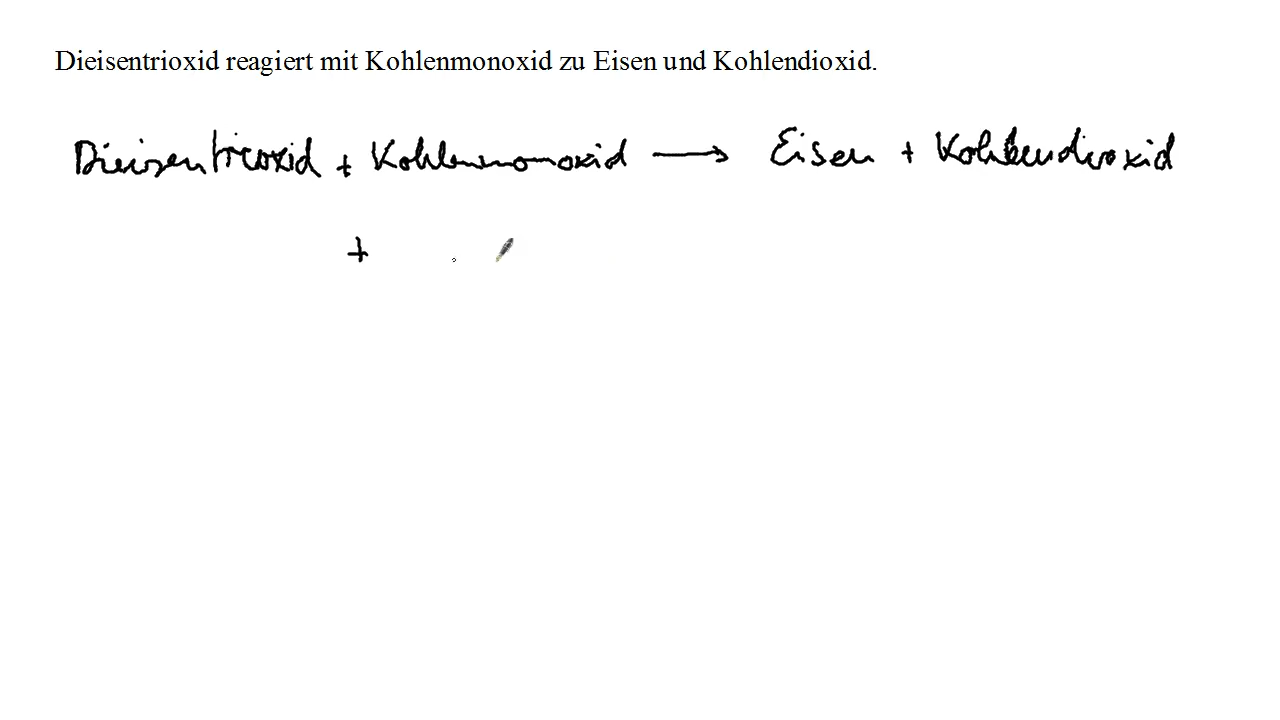 Dieisentrioxid reagiert mit Kohlenmonoxid zu Eisen und Kohlendioxid.
Dieisentrioxid + Kohlenmonoxid → Eisen + Kohlendioxid
+